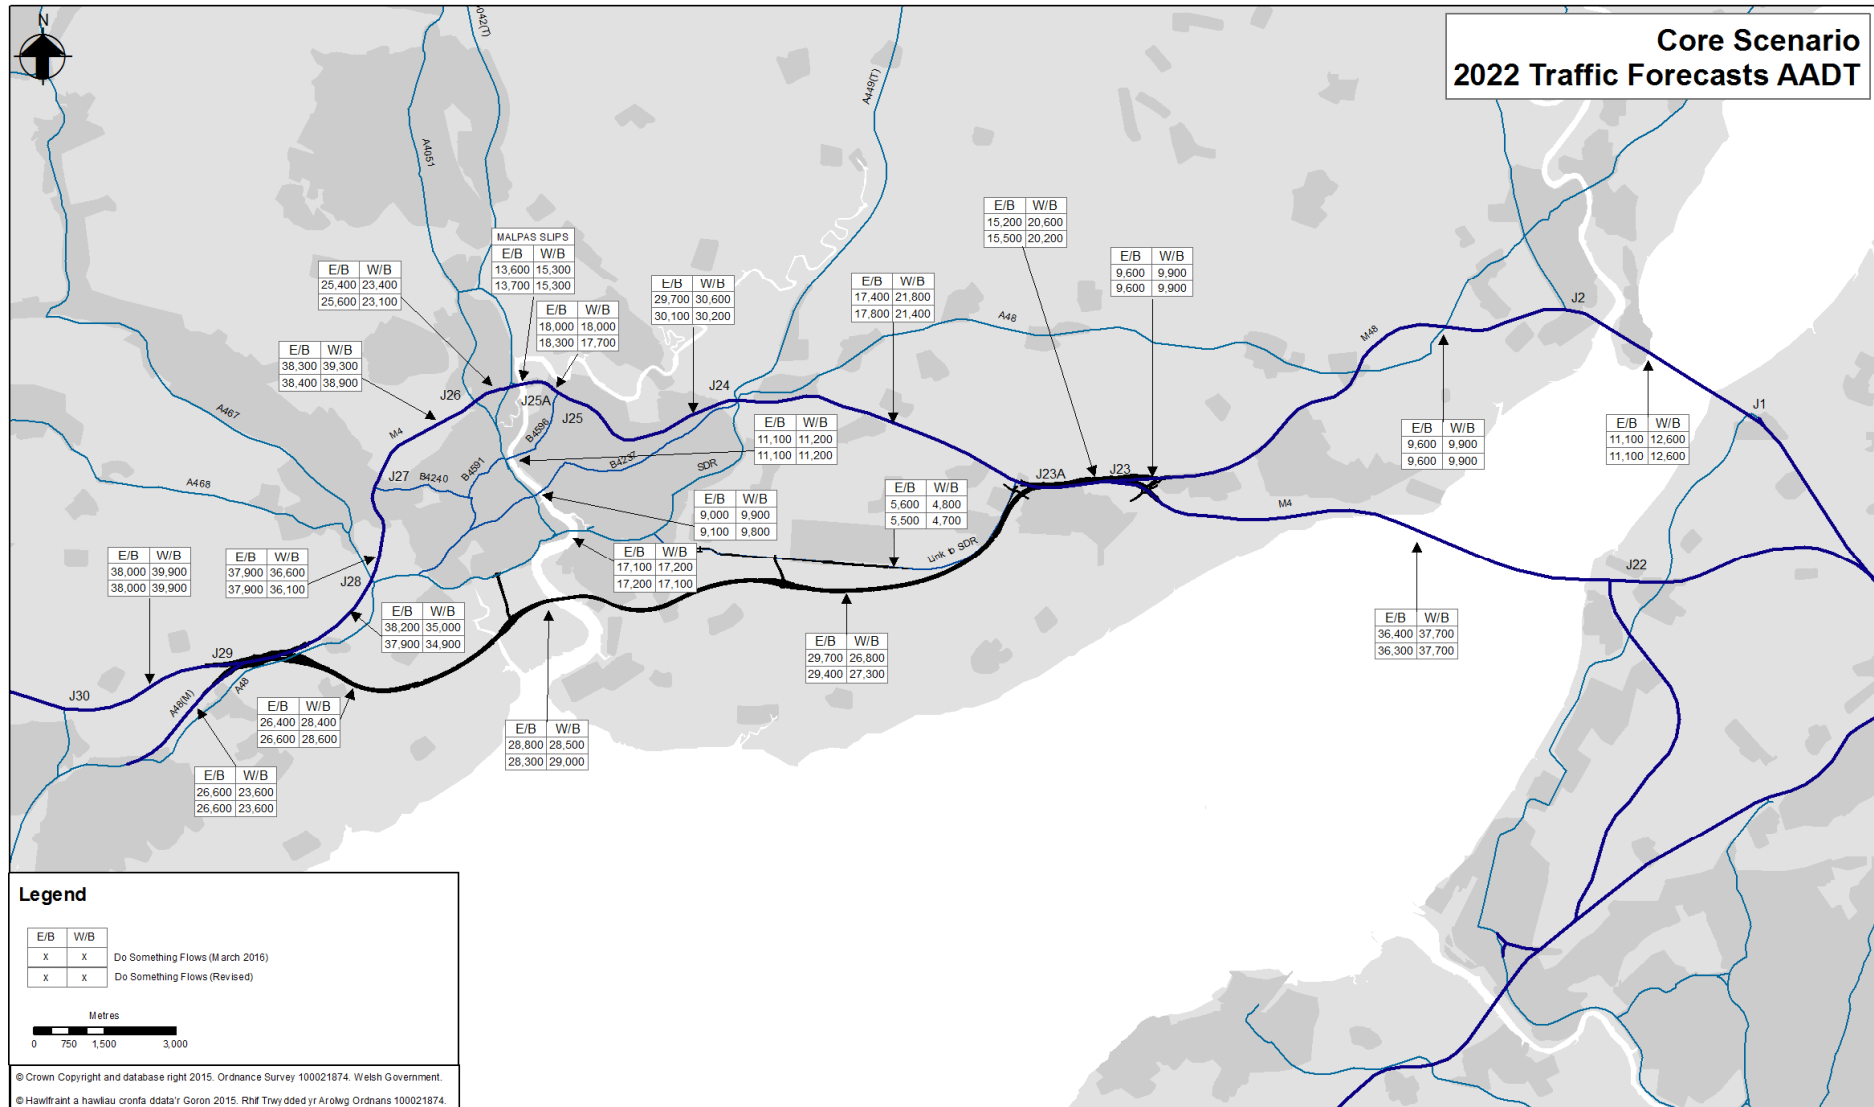 N
Core Scenario
2022 Traffic Forecasts AADT
A449(T)
A4051
E/B W/B
15,200 20,600
15,500 20,200
MALPAS SLIPS
E/B W/B
13,600 15,300
13,700 15,300
E/B W/B
9,600 9,900
9,600 9,900
E/B W/B
25,400 23,400
25,600 23,100
E/B W/B
29,700 30,600
30,100 30,200
E/B W/B
17,400 21,800
17,800 21,400
E/B W/B
18,000 18,000
18,300 17,700
J2
A48
M48
E/B W/B
38,300 39,300
38,400 38,900
J24
J26
J25A
J25
J1
A467
M4
B4596
E/B W/B
11,100 11,200
11,100 11,200
E/B W/B
9,600 9,900
9,600 9,900
E/B W/B
11,100 12,600
11,100 12,600
B4237
SDR
B4591
J27
B4240
J23A
J23
A468
E/B W/B
5,600 4,800
5,500 4,700
E/B W/B
9,000 9,900
9,100 9,800
M4
E/B W/B
17,100 17,200
17,200 17,100
Link to SDR
E/B W/B
38,000 39,900
38,000 39,900
E/B W/B
37,900 36,600
37,900 36,100
J28
J22
E/B W/B
38,200 35,000
37,900 34,900
E/B W/B
36,400 37,700
36,300 37,700
E/B W/B
29,700 26,800
29,400 27,300
J29
A48
J30
A48(M)
E/B W/B
26,400 28,400
26,600 28,600
E/B W/B
28,800 28,500
28,300 29,000
E/B W/B
26,600 23,600
26,600 23,600
Legend
E/B W/B
x x Do Something Flows (March 2016)
x x Do Something Flows (Revised)
Metres
0 750 1,500 3,000
© Crown Copyright and database right 2015. Ordnance Survey 100021874. Welsh Government.
© Hawlfraint a hawliau cronfa ddata'r Goron 2015. Rhif Trwydded yr Arolwg Ordnans 100021874.